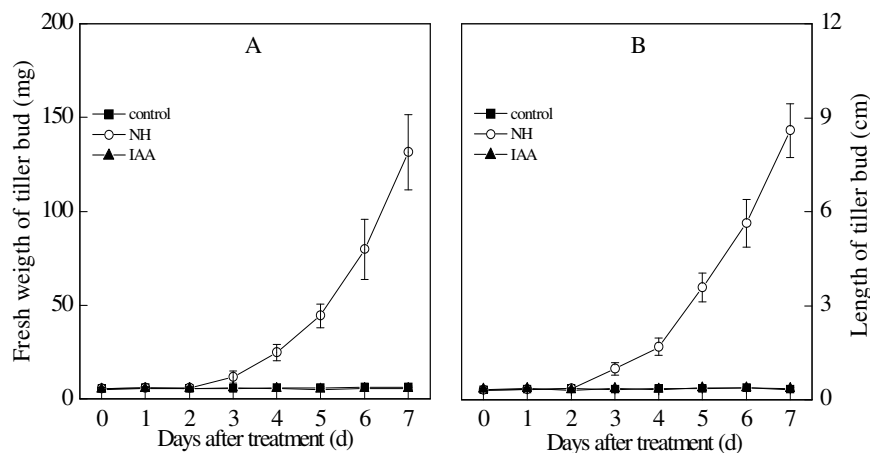 A
B
200
150
100
50
0
Fresh weigth of tiller bud (mg)
control
NH
IAA
control
NH
IAA
12
9
6
3
0
Length of tiller bud (cm)
0 1 2 3 4 5 6 7
0 1 2 3 4 5 6 7
Days after treatment (d)
Days after treatment (d)